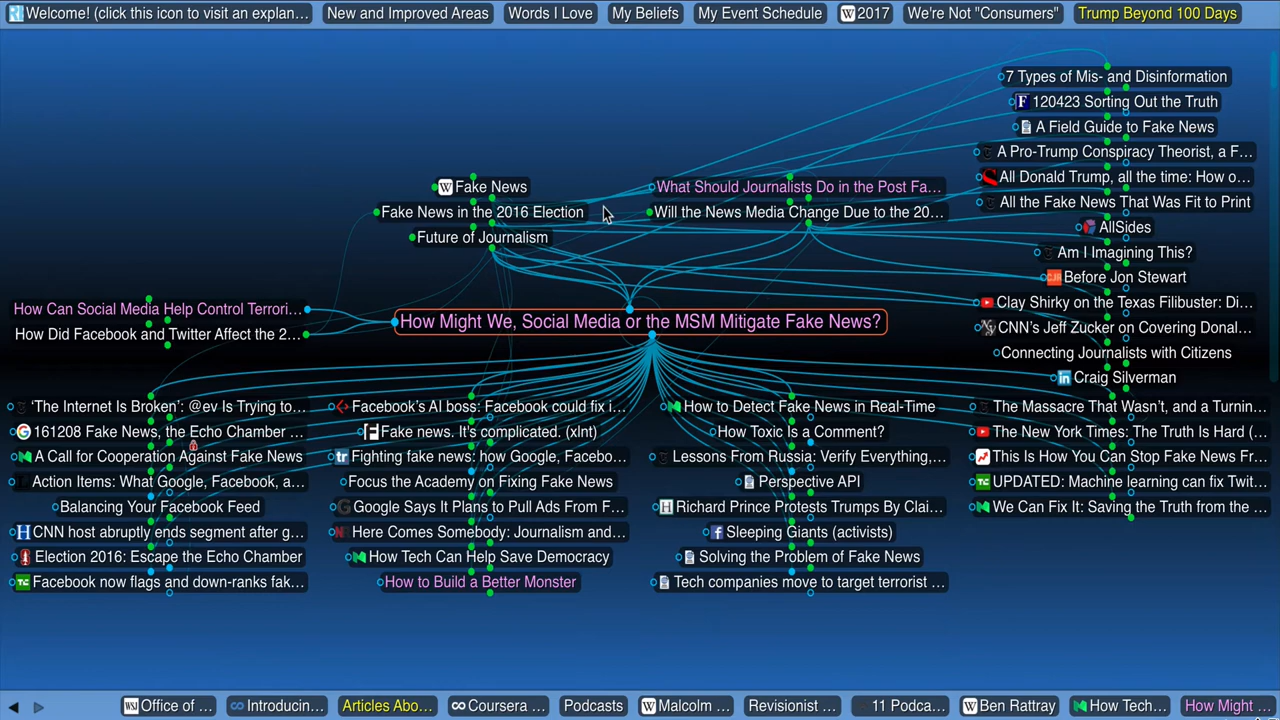 Welcome! (click this icon to visit an explan...
New and Improved Areas
Words I Love
My Beliefs
My Event Schedule
2017
We're Not "Consumers"
Trump Beyond 100 Days
Fake News
Fake News in the 2016 Election
Future of Journalism
What Should Journalists Do in the Post Fa...
Will the News Media Change Due to the 20...
7 Types of Mis- and Disinformation
120423 Sorting Out the Truth
A Field Guide to Fake News
A Pro-Trump Conspiracy Theorist, a F...
All Donald Trump, all the time: How o...
All the Fake News That Was Fit to Print
AllSides
Am I Imagining This?
Before Jon Stewart
Clay Shirky on the Texas Filibuster: Di...
CNN's Jeff Zucker on Covering Donal...
Connecting Journalists with Citizens
Craig Silverman
How Can Social Media Help Control Terrori...
How Did Facebook and Twitter Affect the 2...
How Might We, Social Media or the MSM Mitigate Fake News?
'The Internet Is Broken': @ev Is Trying to...
161208 Fake News, the Echo Chamber ...
A Call for Cooperation Against Fake News
Action Items: What Google, Facebook, a...
Balancing Your Facebook Feed
CNN host abruptly ends segment after g...
Election 2016: Escape the Echo Chamber
Facebook now flags and down-ranks fak...
Facebook's AI boss: Facebook could fix i...
Fake news. It's complicated. (xlnt)
Fighting fake news: how Google, Facebo...
Focus the Academy on Fixing Fake News
Google Says It Plans to Pull Ads From F...
Here Comes Somebody: Journalism and...
How Tech Can Help Save Democracy
How to Build a Better Monster
How to Detect Fake News in Real-Time
How Toxic Is a Comment?
Lessons From Russia: Verify Everything,...
Perspective API
Richard Prince Protests Trumps By Clai...
Sleeping Giants (activists)
Solving the Problem of Fake News
Tech companies move to target terrorist ...
The Massacre That Wasn't, and a Turnin...
The New York Times: The Truth Is Hard (...
This Is How You Can Stop Fake News Fr...
UPDATED: Machine learning can fix Twit...
We Can Fix It: Saving the Truth from the ...
Office of ...
Introducin...
Articles Abo...
Coursera ...
Podcasts
Malcolm ...
Revisionist ...
11 Podca...
Ben Rattray
How Tech...
How Might ...